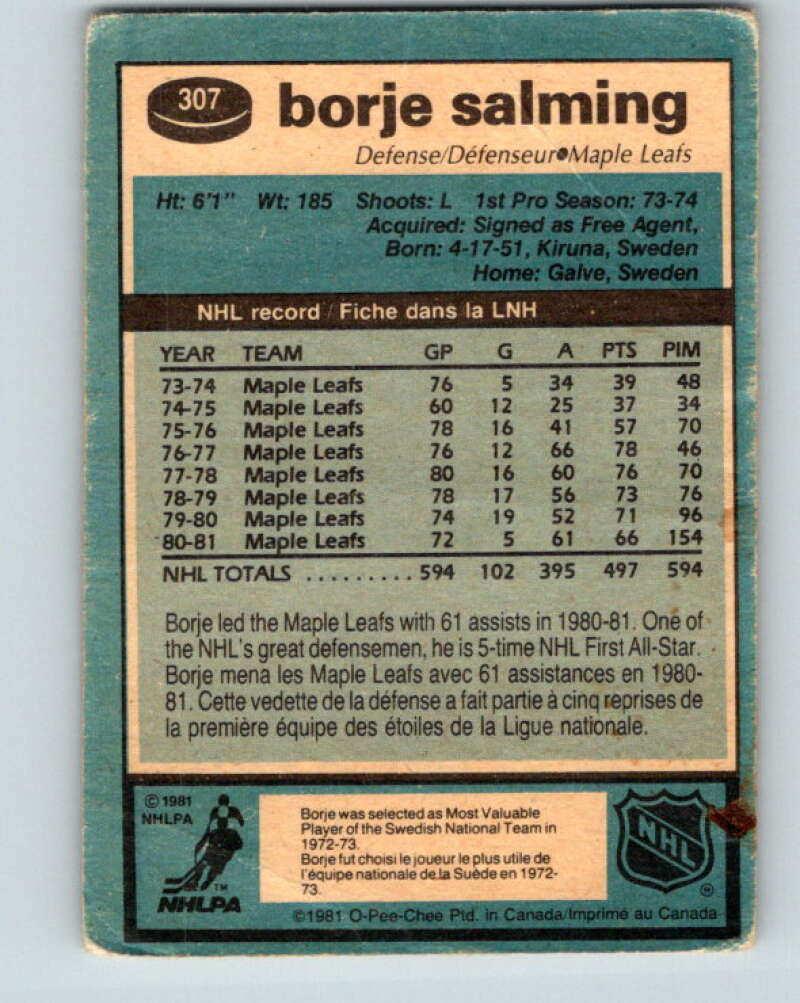 307
borje salming
Defense/Défenseur•Maple Leafs
Ht: 6'1" Wt: 185 Shoots: L 1st Pro Season: 73-74
Acquired: Signed as Free Agent,
Born: 4-17-51, Kiruna, Sweden
Home: Galve, Sweden
NHL record / Fiche dans la LNH
YEAR TEAM GP G A PTS PIM
73-74 Maple Leafs 76 5 34 39 48
74-75 Maple Leafs 60 12 25 37 34
75-76 Maple Leafs 78 16 41 57 70
76-77 Maple Leafs 76 12 66 78 46
77-78 Maple Leafs 80 16 60 76 70
78-79 Maple Leafs 78 17 56 73 76
79-80 Maple Leafs 74 19 52 71 96
80-81 Maple Leafs 72 5 61 66 154
NHL TOTALS .......... 594 102 395 497 594
Borje led the Maple Leafs with 61 assists in 1980-81. One of
the NHL's great defensemen, he is 5-time NHL First All-Star.
Borje mena les Maple Leafs avec 61 assistances en 1980-
81. Cette vedette de la défense a fait partie à cinq reprises de
la première équipe des étoiles de la Ligue nationale.
© 1981
NHLPA
TM
NHLPA
Borje was selected as Most Valuable
Player of the Swedish National Team in
1972-73.
Borje fut choisi le joueur le plus utile de
l'équipe nationale de la Suède en 1972-
73.
NHL
®
©1981 O-Pee-Chee Ptd. in Canada/Imprimé au Canada